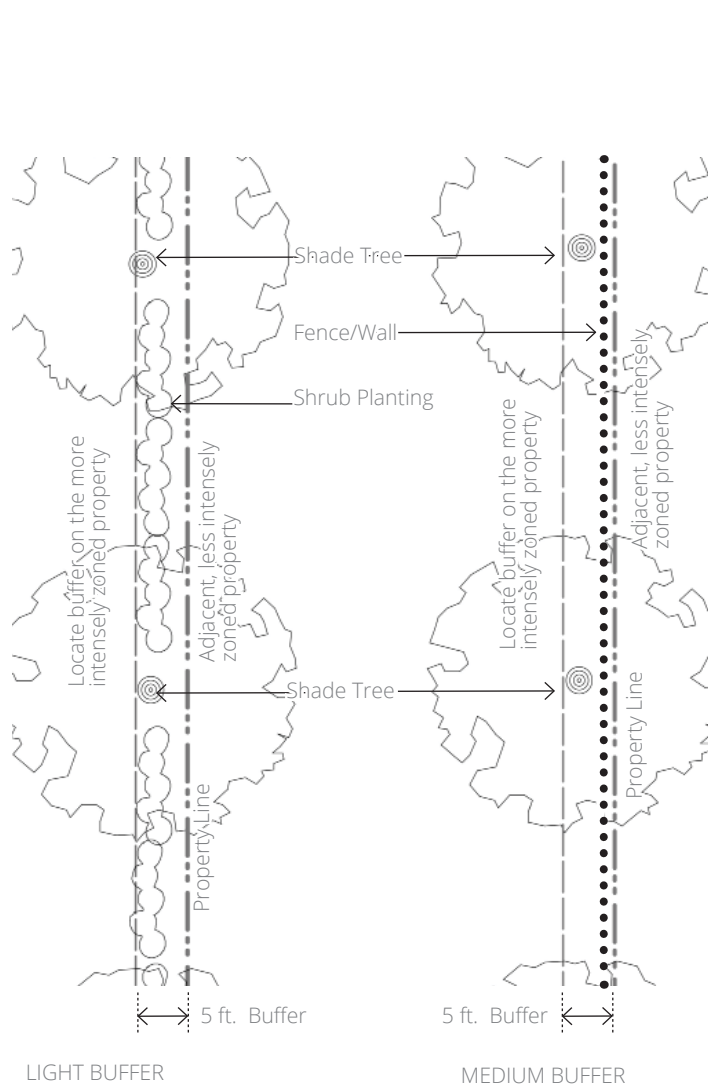 Shade Tree
Fence/Wall
Shrub Planting
Locate buffer on the more
intensely zoned property
Adjacent, less intensely
zoned property
Locate buffer on the more
intensely zoned property
Adjacent, less intensely
zoned property
Shade Tree
Property Line
Property Line
5 ft. Buffer
5 ft. Buffer
LIGHT BUFFER
MEDIUM BUFFER